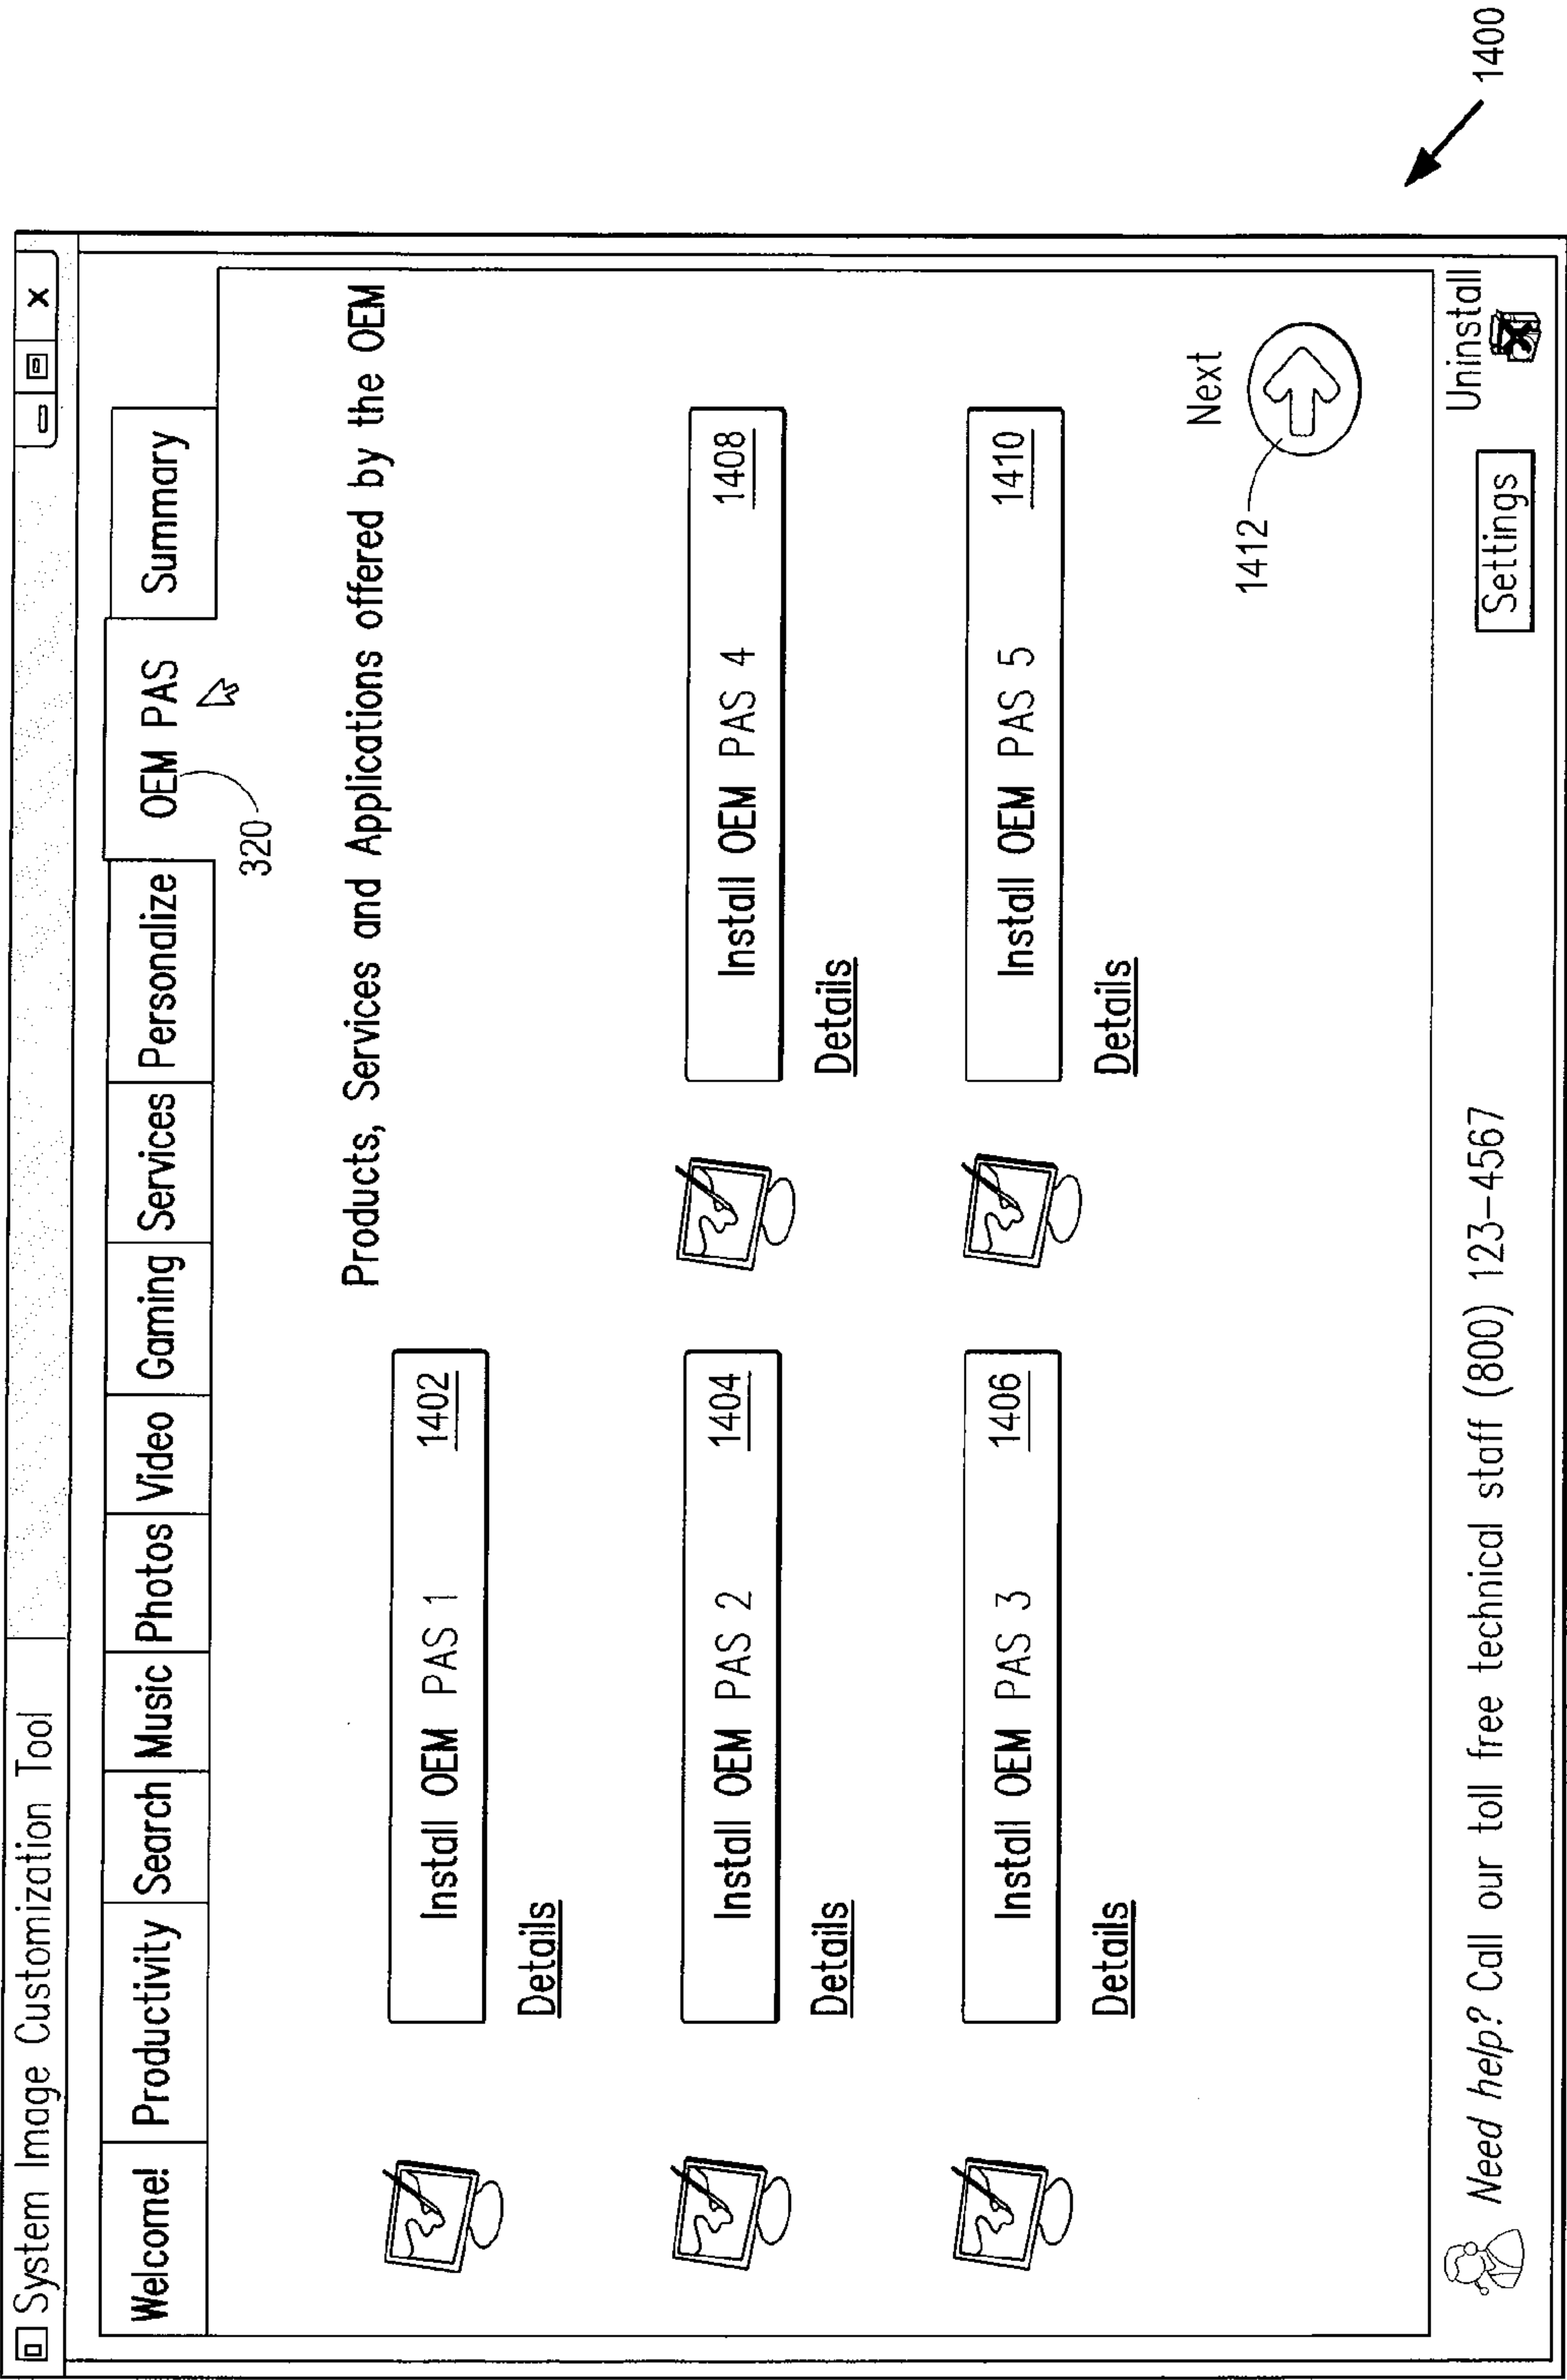 System Image Customization Tool
Welcome! Productivity Search Music Photos Video Gaming Services Personalize OEM PAS Summary
320
Products, Services and Applications offered by the OEM
Install OEM PAS 1 1402
Details
Install OEM PAS 2 1404
Details
Install OEM PAS 4 1408
Details
Install OEM PAS 3 1406
Details
Install OEM PAS 5 1410
Details
Next
1412
Need help? Call our toll free technical staff (800) 123-4567
Settings
Uninstall
1400